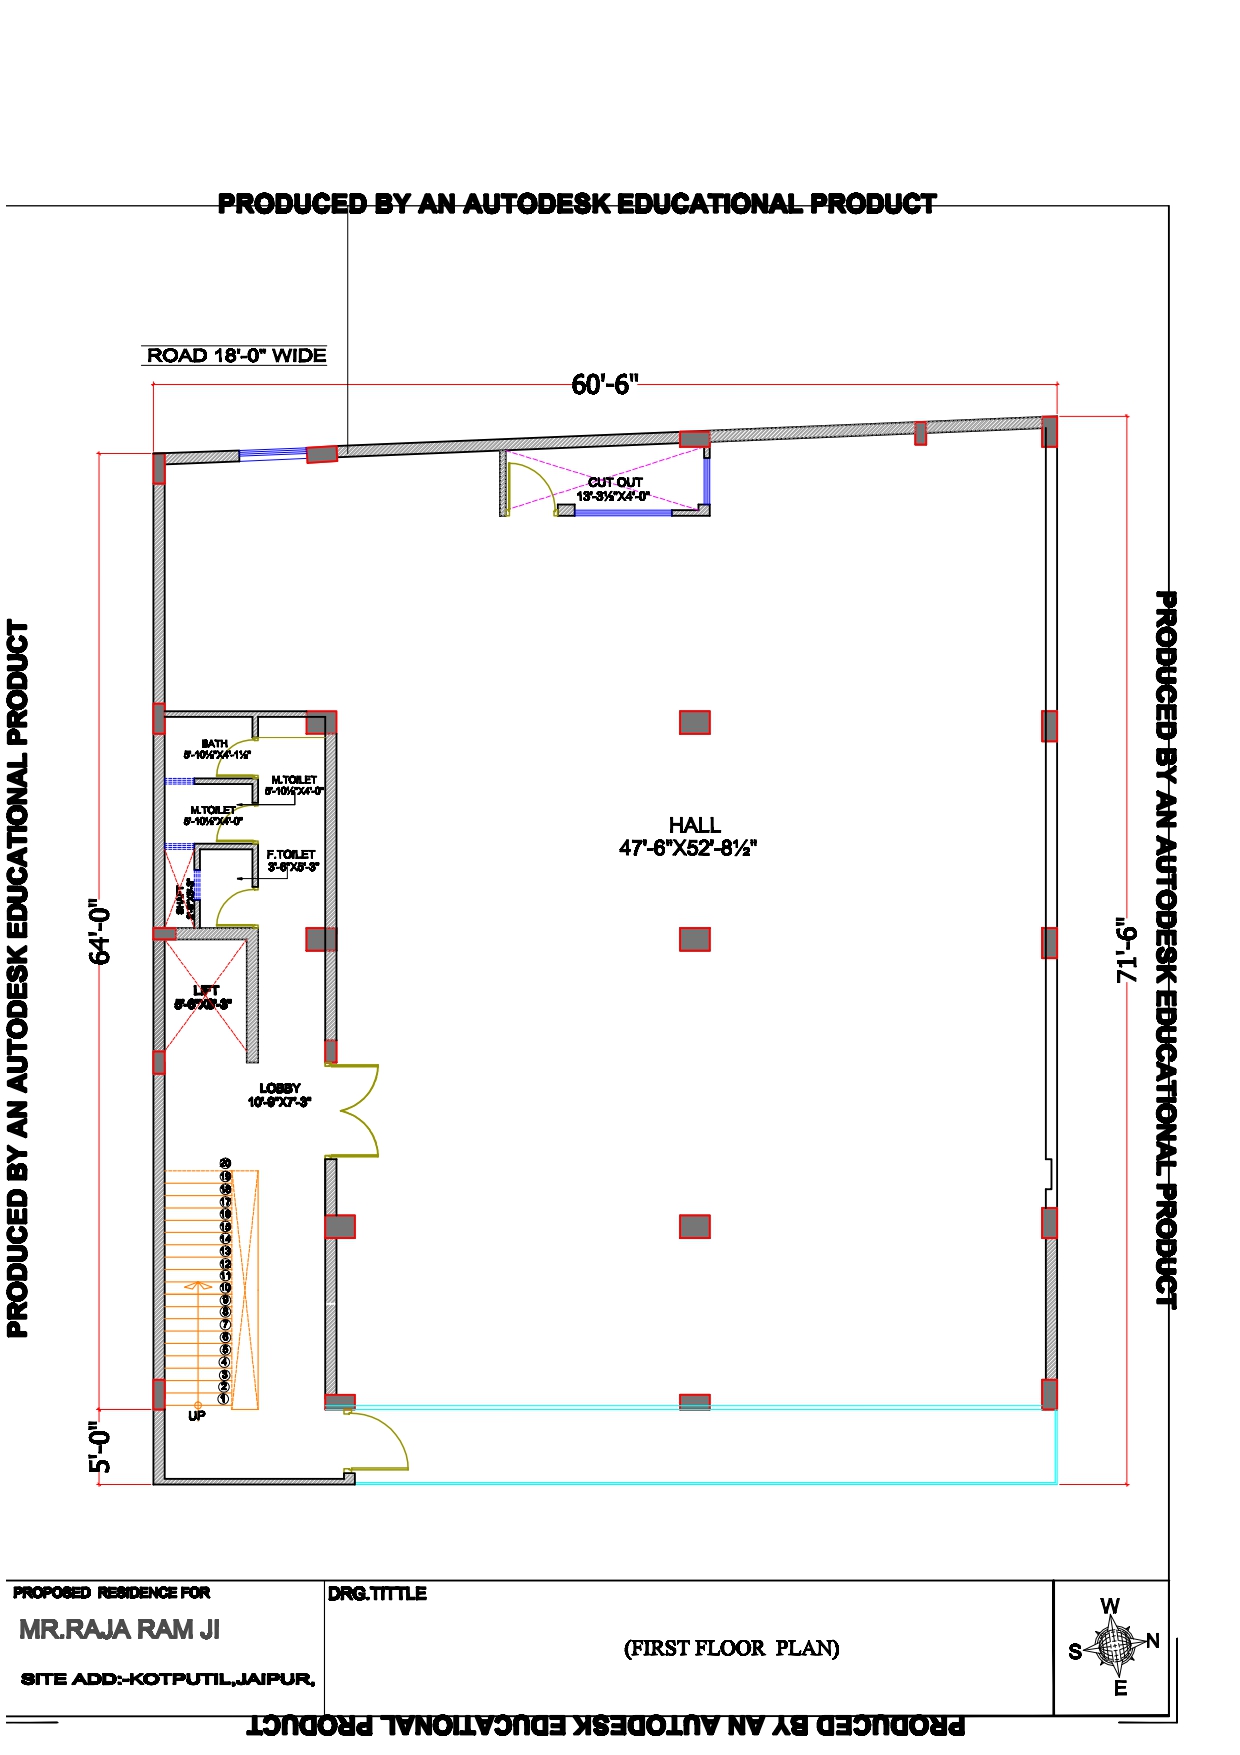 PRODUCED BY AN AUTODESK EDUCATIONAL PRODUCT
ROAD 18'-0" WIDE
60'-6"
CUT OUT
13'-3½"X4'-0"
PRODUCED BY AN AUTODESK EDUCATIONAL PRODUCT
PRODUCED BY AN AUTODESK EDUCATIONAL PRODUCT
BATH
5'-10½"X4'-1½"
M.TOILET
5'-10½"X4'-0"
M.TOILET
5'-10½"X4'-0"
HALL
47'-6"X52'-8½"
F.TOILET
3'-6"X5'-3"
SHAFT
64'-0"
71'-6"
LIFT
LOBBY
10'-9"X7'-3"
20
19
18
17
16
15
14
13
12
11
10
9
8
7
6
5
4
3
2
1
UP
5'-0"
PROPOSED RESIDENCE FOR
MR.RAJA RAM JI
SITE ADD:-KOTPUTIL,JAIPUR,
DRG.TITTLE
(FIRST FLOOR PLAN)
W
S
N
E
PRODUCED BY AN AUTODESK EDUCATIONAL PRODUCT